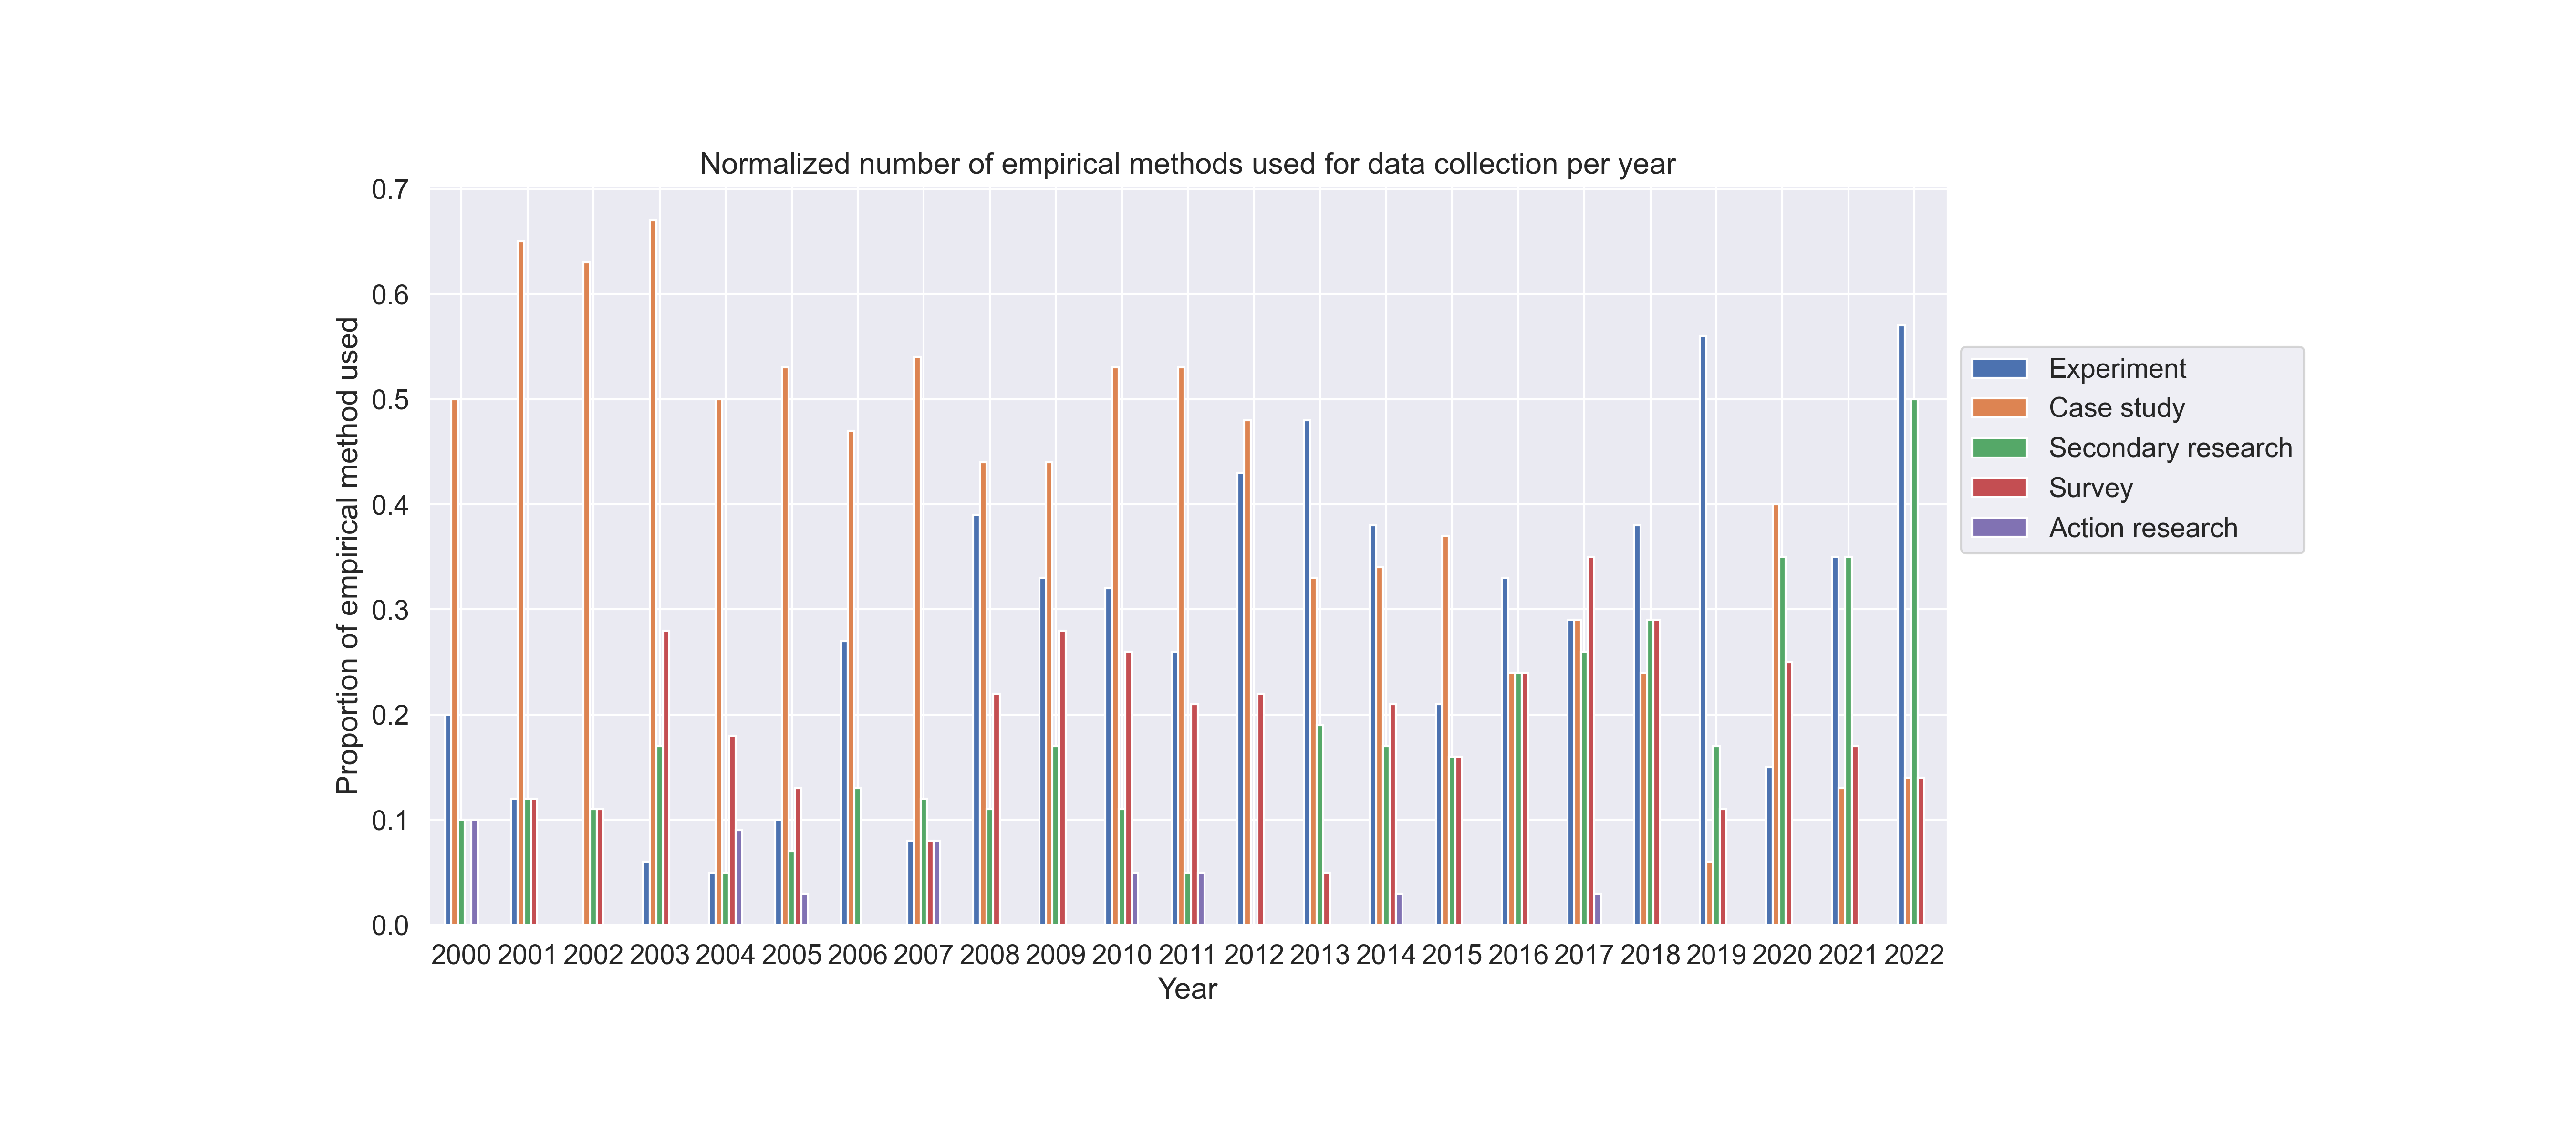 Normalized number of empirical methods used for data collection per year
0.7
0.6
0.5
0.4
0.3
0.2
0.1
0.0
Proportion of empirical method used
2000 2001 2002 2003 2004 2005 2006 2007 2008 2009 2010 2011 2012 2013 2014 2015 2016 2017 2018 2019 2020 2021 2022
Year
Experiment
Case study
Secondary research
Survey
Action research